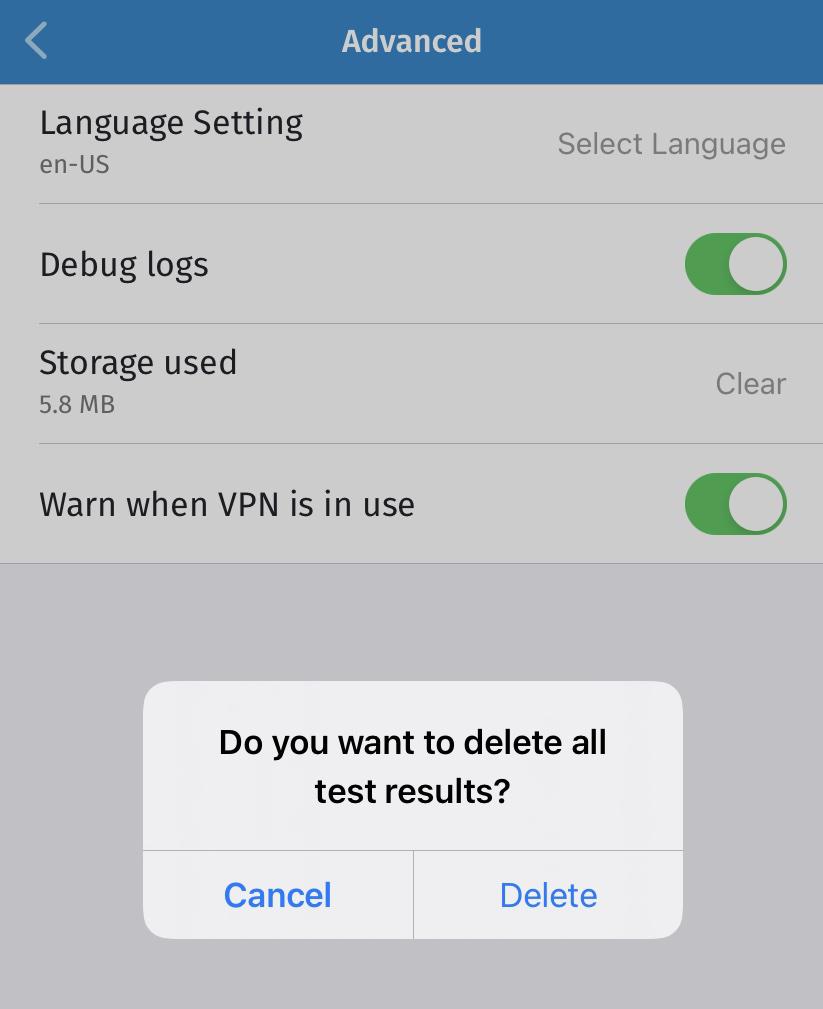 Advanced
Language Setting
Select Language
en-US
Debug logs
Storage used
Clear
5.8 MB
Warn when VPN is in use
Do you want to delete all
test results?
Cancel
Delete